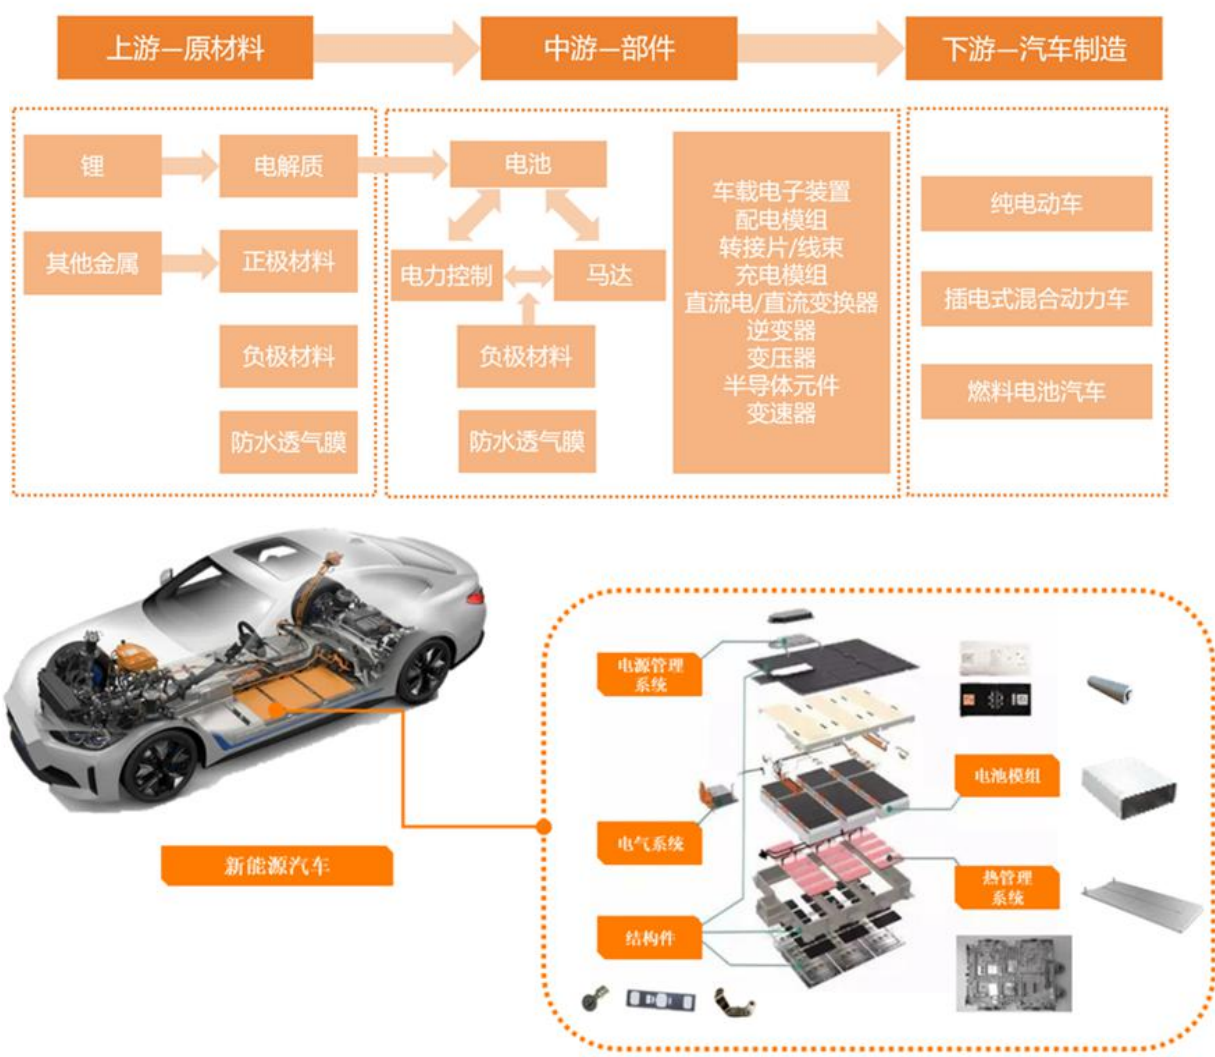 上游—原材料
中游—部件
下游—汽车制造
锂
电解质
其他金属
正极材料
负极材料
防水透气膜
电池
电力控制
马达
负极材料
防水透气膜
车载电子装置
配电模组
转接片/线束
充电模组
直流电/直流变换器
逆变器
变压器
半导体元件
变速器
纯电动车
插电式混合动力车
燃料电池汽车
新能源汽车
电源管理
系统
电池模组
电气系统
热管理
系统
结构件